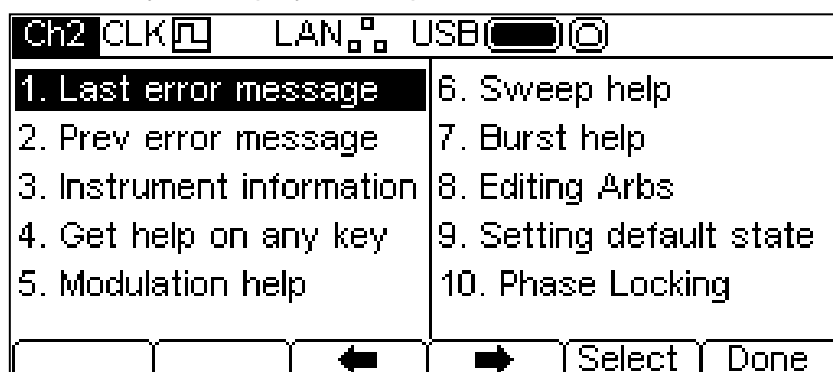 Ch2 CLK LAN USB
1. Last error message
2. Prev error message
3. Instrument information
4. Get help on any key
5. Modulation help
6. Sweep help
7. Burst help
8. Editing Arbs
9. Setting default state
10. Phase Locking
Select Done